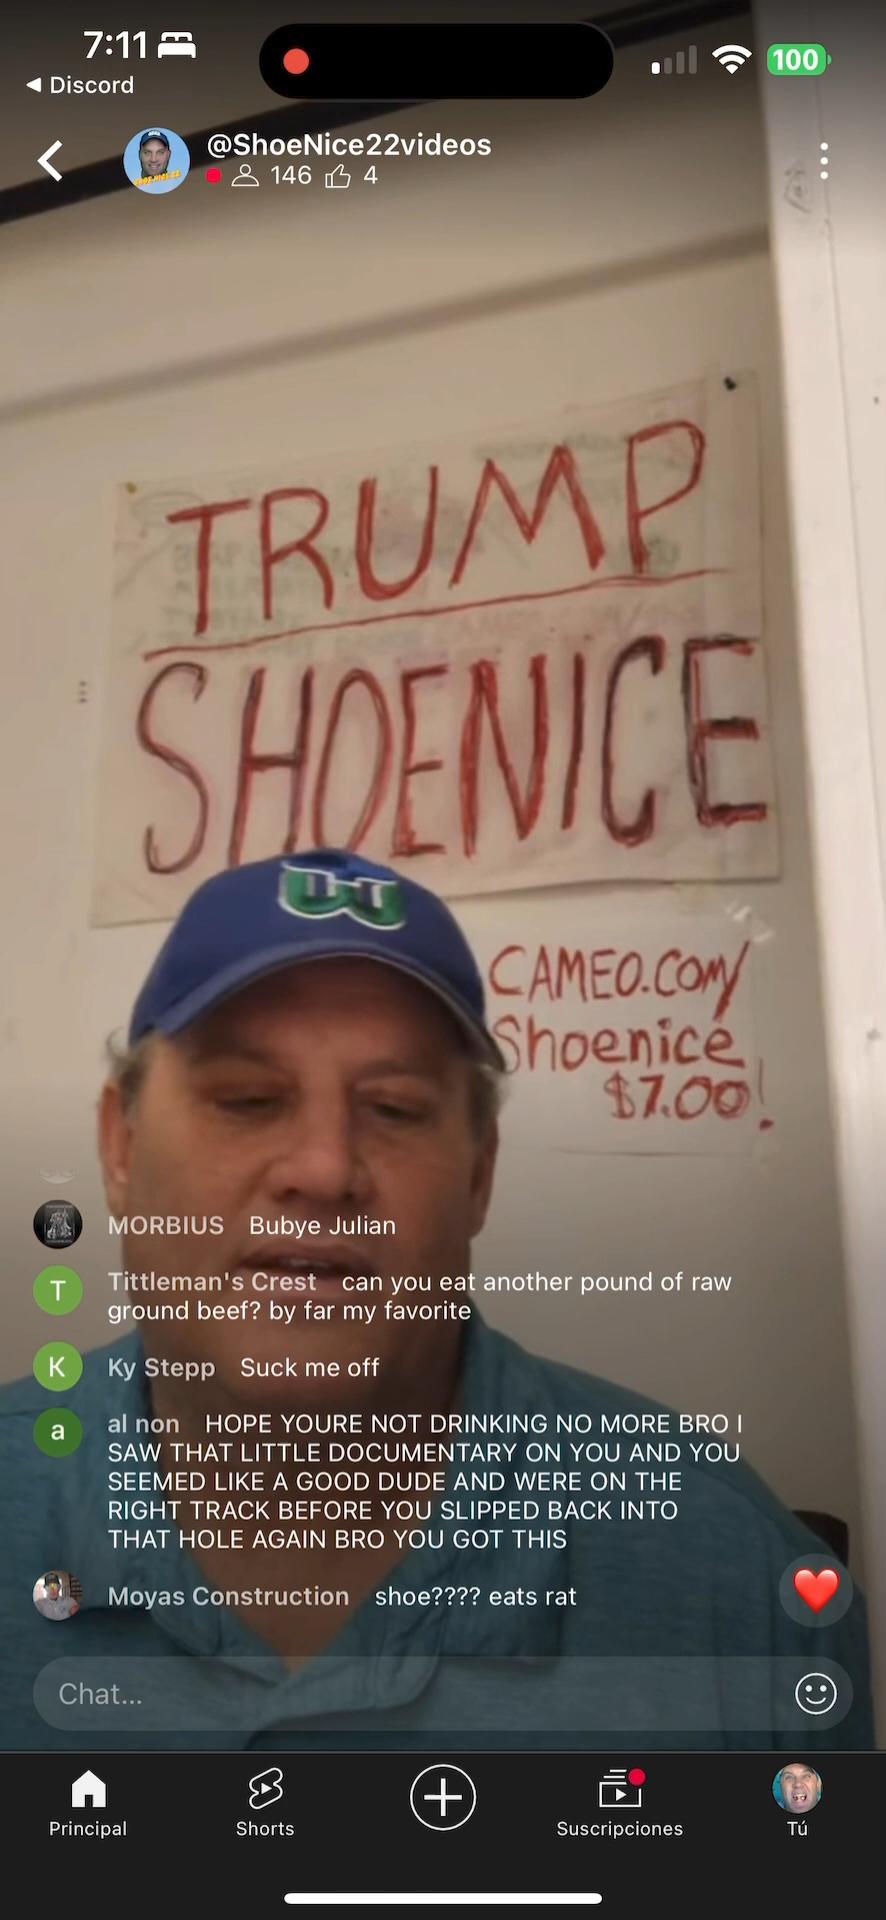 7:11
100
Discord
@ShoeNice22videos
146 4
TRUMP
SHOENICE
CAMEO.COM/
Shoenice
$7.00!
MORBIUS Bubye Julian
T
Tittleman's Crest can you eat another pound of raw
ground beef? by far my favorite
K
Ky Stepp Suck me off
a
al non HOPE YOURE NOT DRINKING NO MORE BRO I
SAW THAT LITTLE DOCUMENTARY ON YOU AND YOU
SEEMED LIKE A GOOD DUDE AND WERE ON THE
RIGHT TRACK BEFORE YOU SLIPPED BACK INTO
THAT HOLE AGAIN BRO YOU GOT THIS
Moyas Construction shoe???? eats rat
Chat...
Principal
Shorts
Suscripciones
Tú